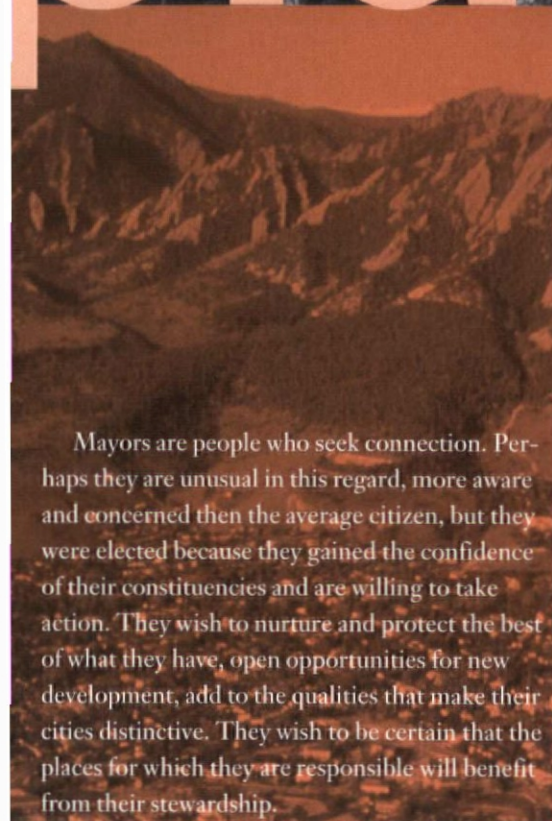 Mayors are people who seek connection. Per-
haps they are unusual in this regard, more aware
and concerned then the average citizen, but they
were elected because they gained the confidence
of their constituencies and are willing to take
action. They wish to nurture and protect the best
of what they have, open opportunities for new
development, add to the qualities that make their
cities distinctive. They wish to be certain that the
places for which they are responsible will benefit
from their stewardship.